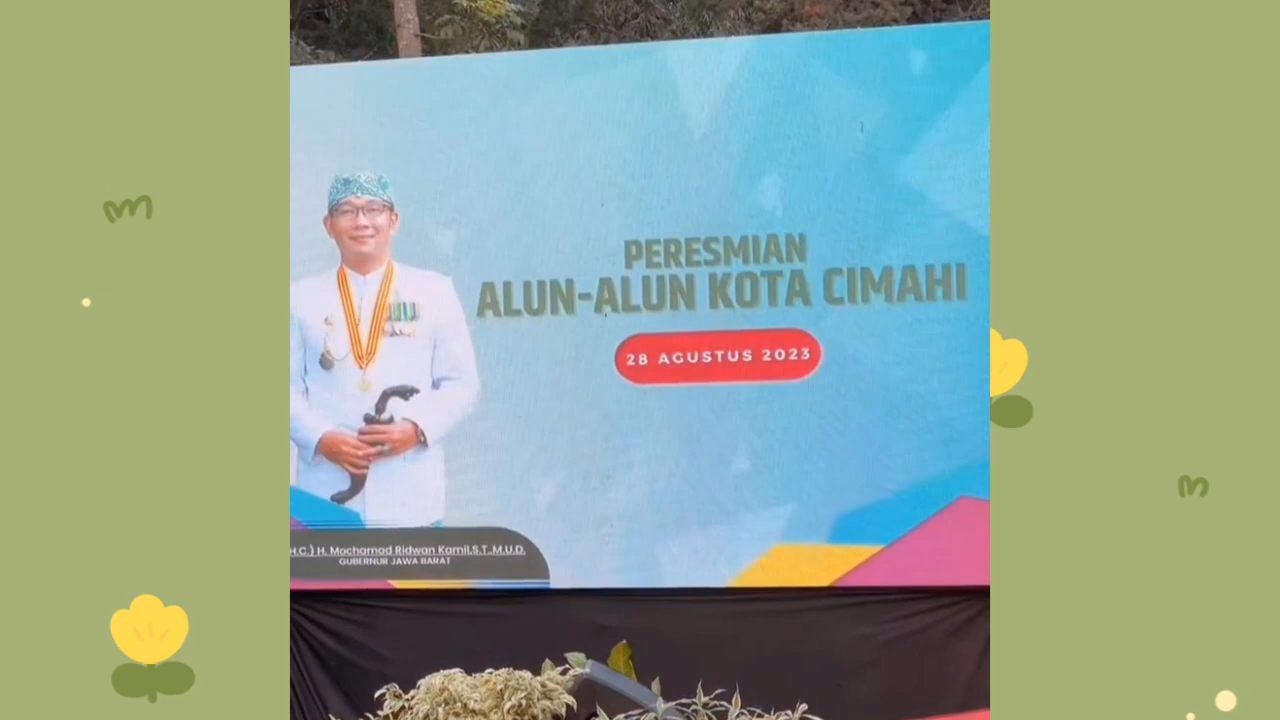 PERESMIAN
ALUN-ALUN KOTA CIMAHI
28 AGUSTUS 2023
H.C.) H. Mochamad Ridwan Kamil,S.T.,M.U.D.
GUBERNUR JAWA BARAT